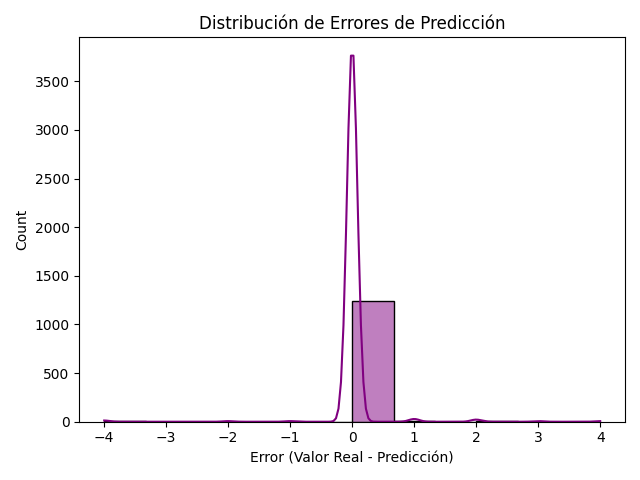 Distribución de Errores de Predicción
3500
3000
2500
2000
1500
1000
500
0
Count
−4 −3 −2 −1 0 1 2 3 4
Error (Valor Real - Predicción)